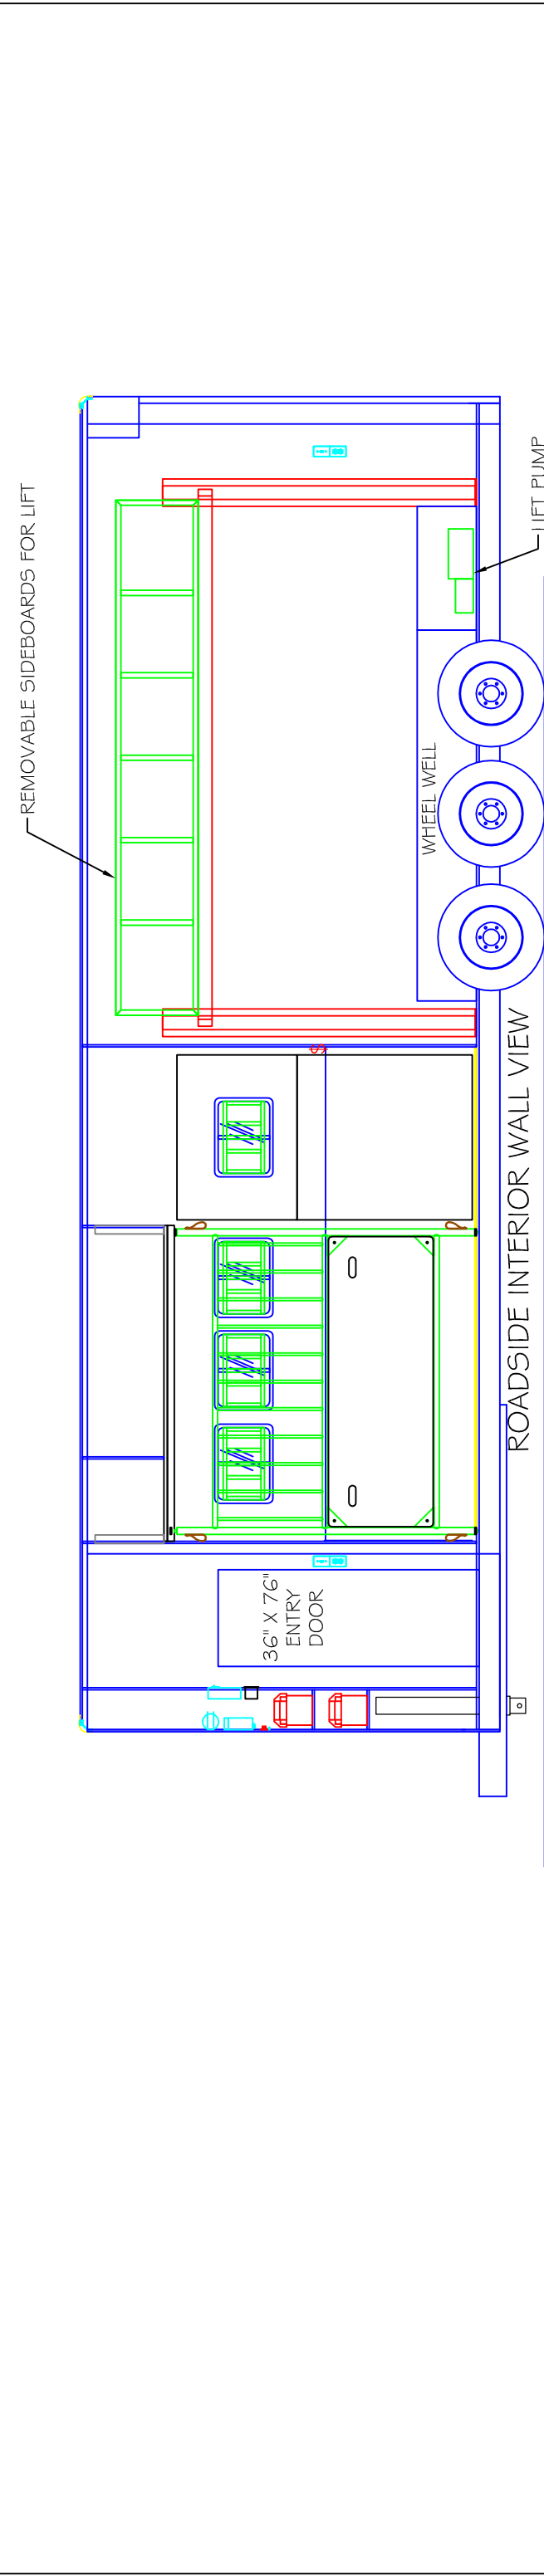 REMOVABLE SIDEBOARDS FOR LIFT
LIFT PUMP
WHEEL WELL
$
36" X 76"
ENTRY
DOOR
ROADSIDE INTERIOR WALL VIEW